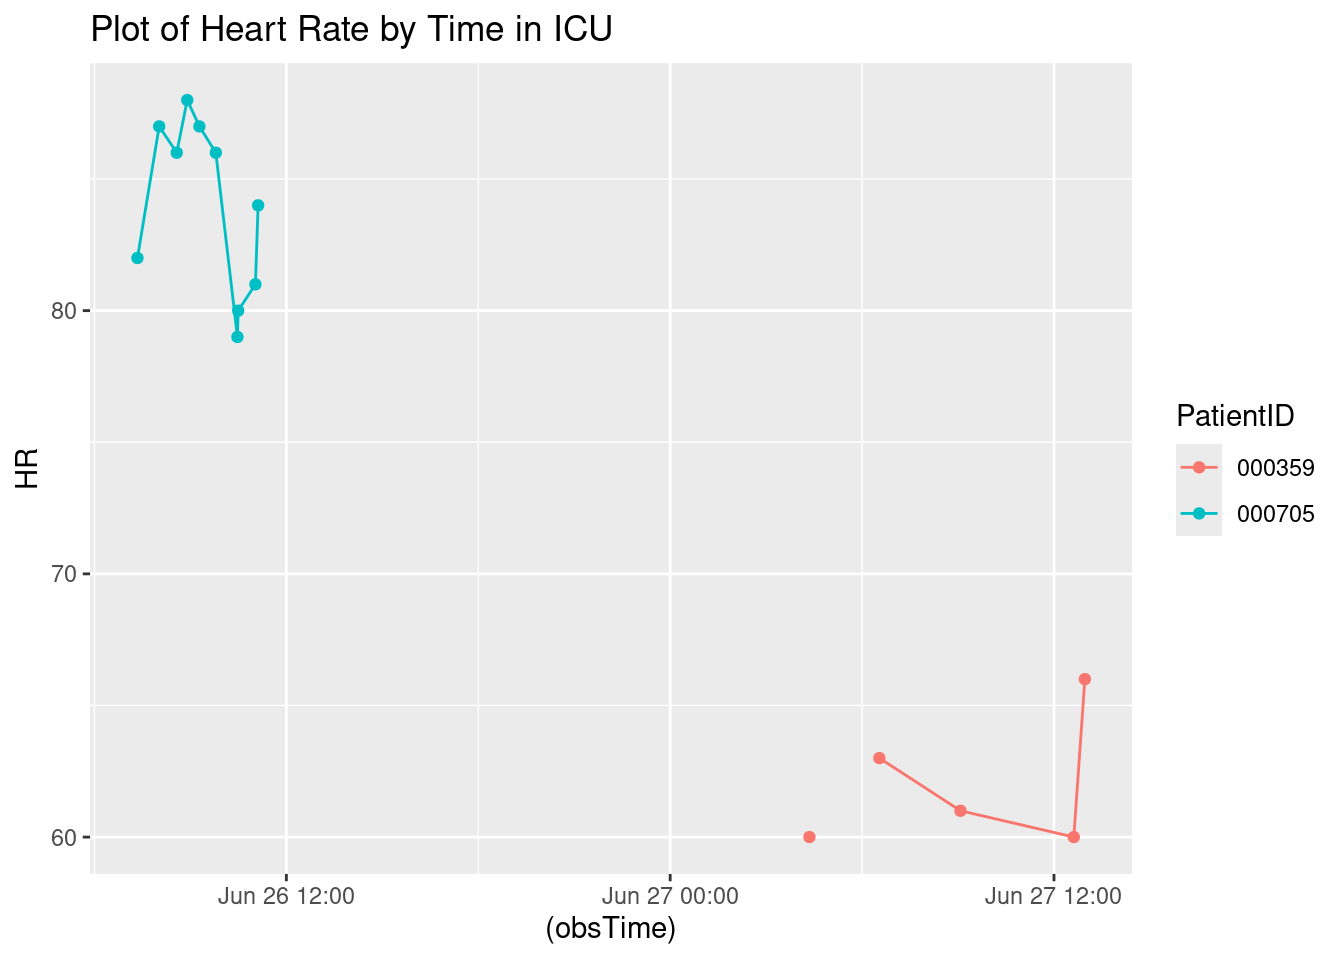 Plot of Heart Rate by Time in ICU
HR
80
70
60
Jun 26 12:00
Jun 27 00:00
Jun 27 12:00
(obsTime)
PatientID
000359
000705